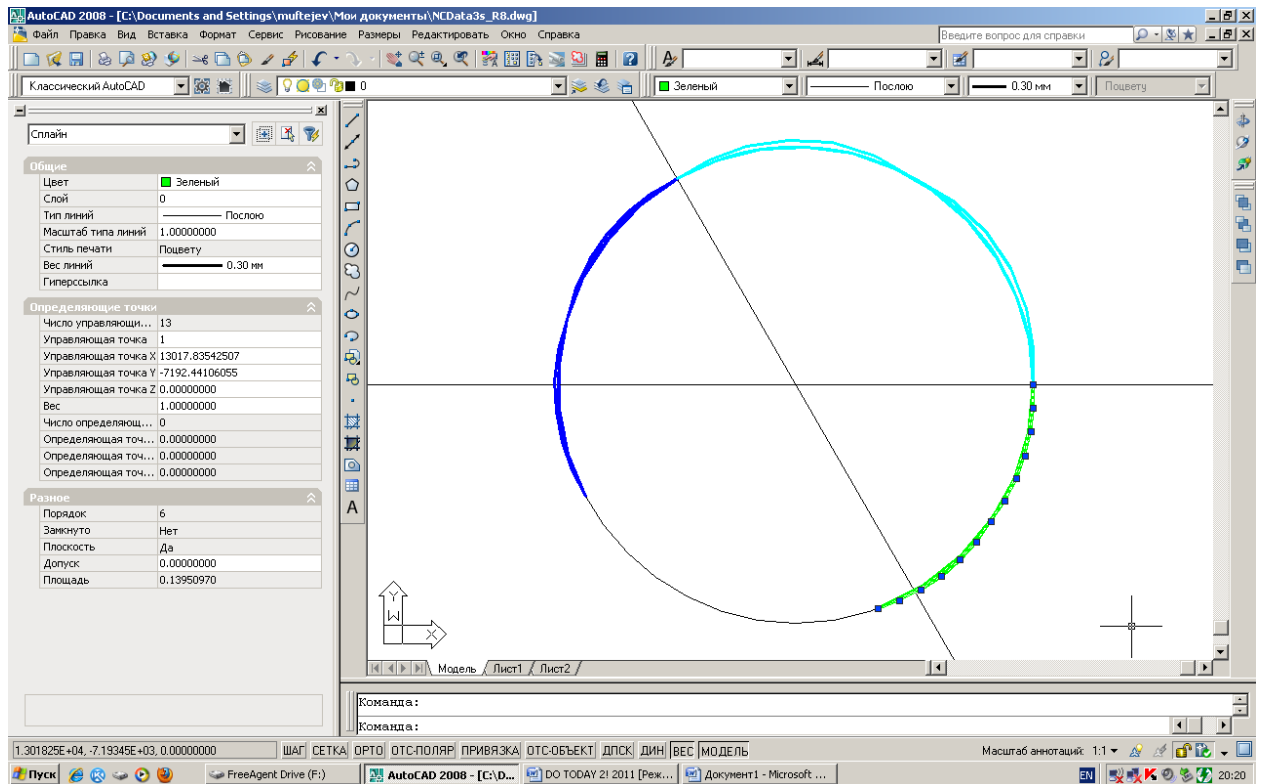 AutoCAD 2008 - [C:\Documents and Settings\muftejev\Мои документы\NCData3s_R8.dwg]
Файл Правка Вид Вставка Формат Сервис Рисование Размеры Редактировать Окно Справка
Введите вопрос для справки
Классический AutoCAD
0
Зеленый
Послою
0.30 мм
Поцвету
Сплайн
Общие
Цвет Зеленый
Слой 0
Тип линий Послою
Масштаб типа линий 1.00000000
Стиль печати Поцвету
Вес линий 0.30 мм
Гиперссылка
Определяющие точки
Число управляющи... 13
Управляющая точка 1
Управляющая точка X 13017.83542507
Управляющая точка Y -7192.44106055
Управляющая точка Z 0.00000000
Вес 1.00000000
Число определяющ... 0
Определяющая точ... 0.00000000
Определяющая точ... 0.00000000
Определяющая точ... 0.00000000
Разное
Порядок 6
Замкнуто Нет
Плоскость Да
Допуск 0.00000000
Площадь 0.13950970
A
Y
W
X
Модель Лист1 Лист2
Команда:
Команда:
1.301825E+04, -7.19345E+03, 0.00000000 ШАГ СЕТКА ОРТО ОТС-ПОЛЯР ПРИВЯЗКА ОТС-ОБЪЕКТ ДПСК ДИН ВЕС МОДЕЛЬ Масштаб аннотаций: 1:1
Пуск FreeAgent Drive (F:) AutoCAD 2008 - [C:\D... DO TODAY 2! 2011 [Реж... Документ1 - Microsoft ... EN 20:20